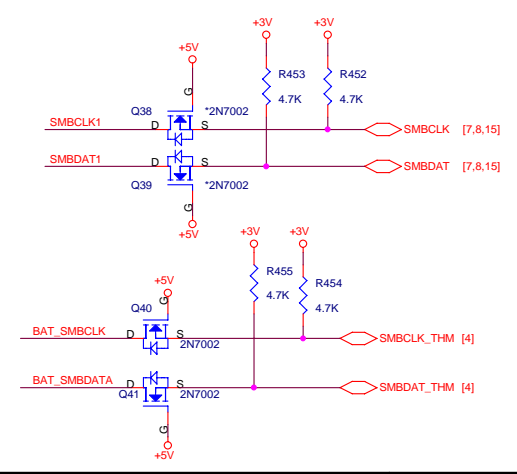 +3V +3V
+5V
R453 R452
G
4.7K 4.7K
Q38 *2N7002
SMBCLK1 D S SMBCLK [7,8,15]
SMBDAT1 D S SMBDAT [7,8,15]
Q39 *2N7002
G
+5V
+3V +3V
R455 R454
+5V
4.7K 4.7K
G
Q40
BAT_SMBCLK D S SMBCLK_THM [4]
2N7002
BAT_SMBDATA D S SMBDAT_THM [4]
Q41 2N7002
G
+5V